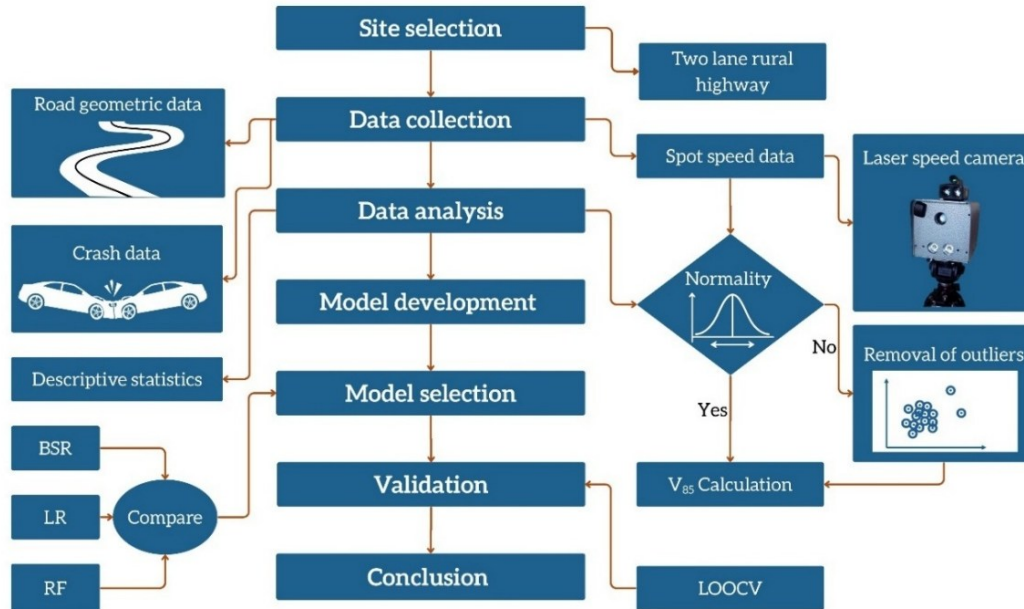 Site selection
Two lane rural
highway
Road geometric data
Data collection
Spot speed data
Laser speed camera
Data analysis
Crash data
Normality
Model development
No
Removal of outliers
Descriptive statistics
Model selection
Yes
BSR
Validation
V₈₅ Calculation
LR
Compare
Conclusion
RF
LOOCV